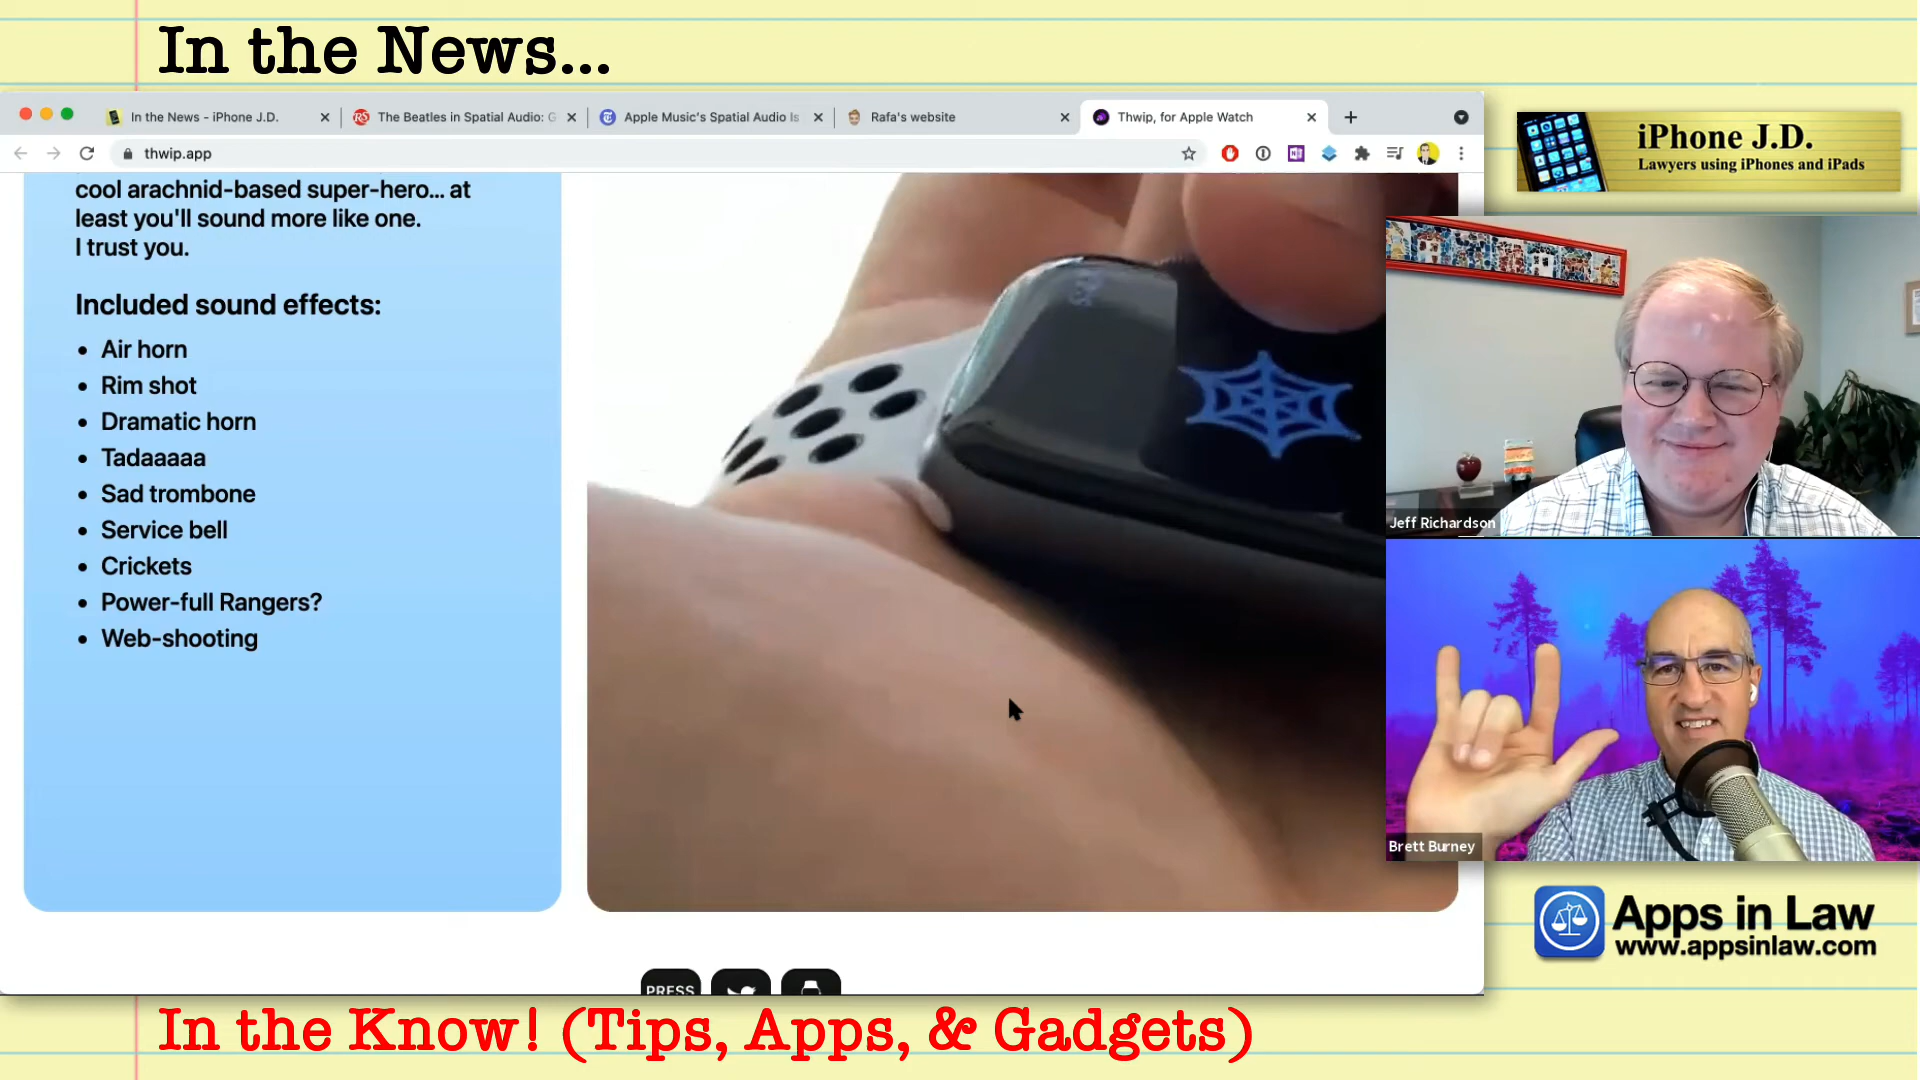 In the News...
In the News - iPhone J.D.
The Beatles in Spatial Audio: G
Apple Music's Spatial Audio Is
Rafa's website
Thwip, for Apple Watch
thwip.app
iPhone J.D.
Lawyers using iPhones and iPads
cool arachnid-based super-hero... at
least you'll sound more like one.
I trust you.
Included sound effects:
• Air horn
• Rim shot
• Dramatic horn
• Tadaaaaa
• Sad trombone
• Service bell
• Crickets
• Power-full Rangers?
• Web-shooting
Jeff Richardson
Brett Burney
Apps in Law
www.appsinlaw.com
PRESS
In the Know! (Tips, Apps, & Gadgets)